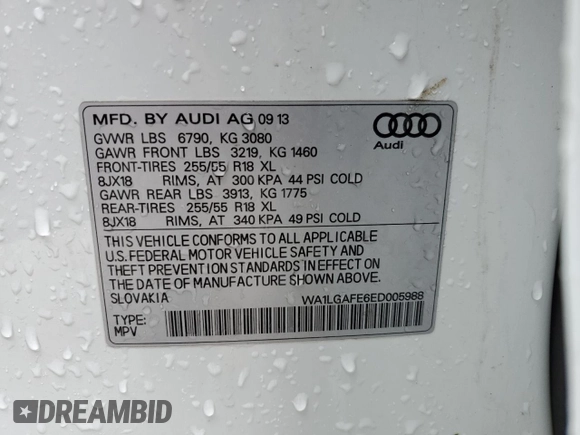 MFD. BY AUDI AG 09 13
GVWR LBS 6790, KG 3080
GAWR FRONT LBS 3219, KG 1460
FRONT-TIRES 255/55 R18 XL
8JX18 RIMS, AT 300 KPA 44 PSI COLD
GAWR REAR LBS 3913, KG 1775
REAR-TIRES 255/55 R18 XL
8JX18 RIMS, AT 340 KPA 49 PSI COLD
Audi
THIS VEHICLE CONFORMS TO ALL APPLICABLE
U.S. FEDERAL MOTOR VEHICLE SAFETY AND
THEFT PREVENTION STANDARDS IN EFFECT ON
THE DATE OF MANUFACTURE SHOWN ABOVE.
SLOVAKIA WA1LGAFE6ED005988
TYPE:
MPV
DREAMBID